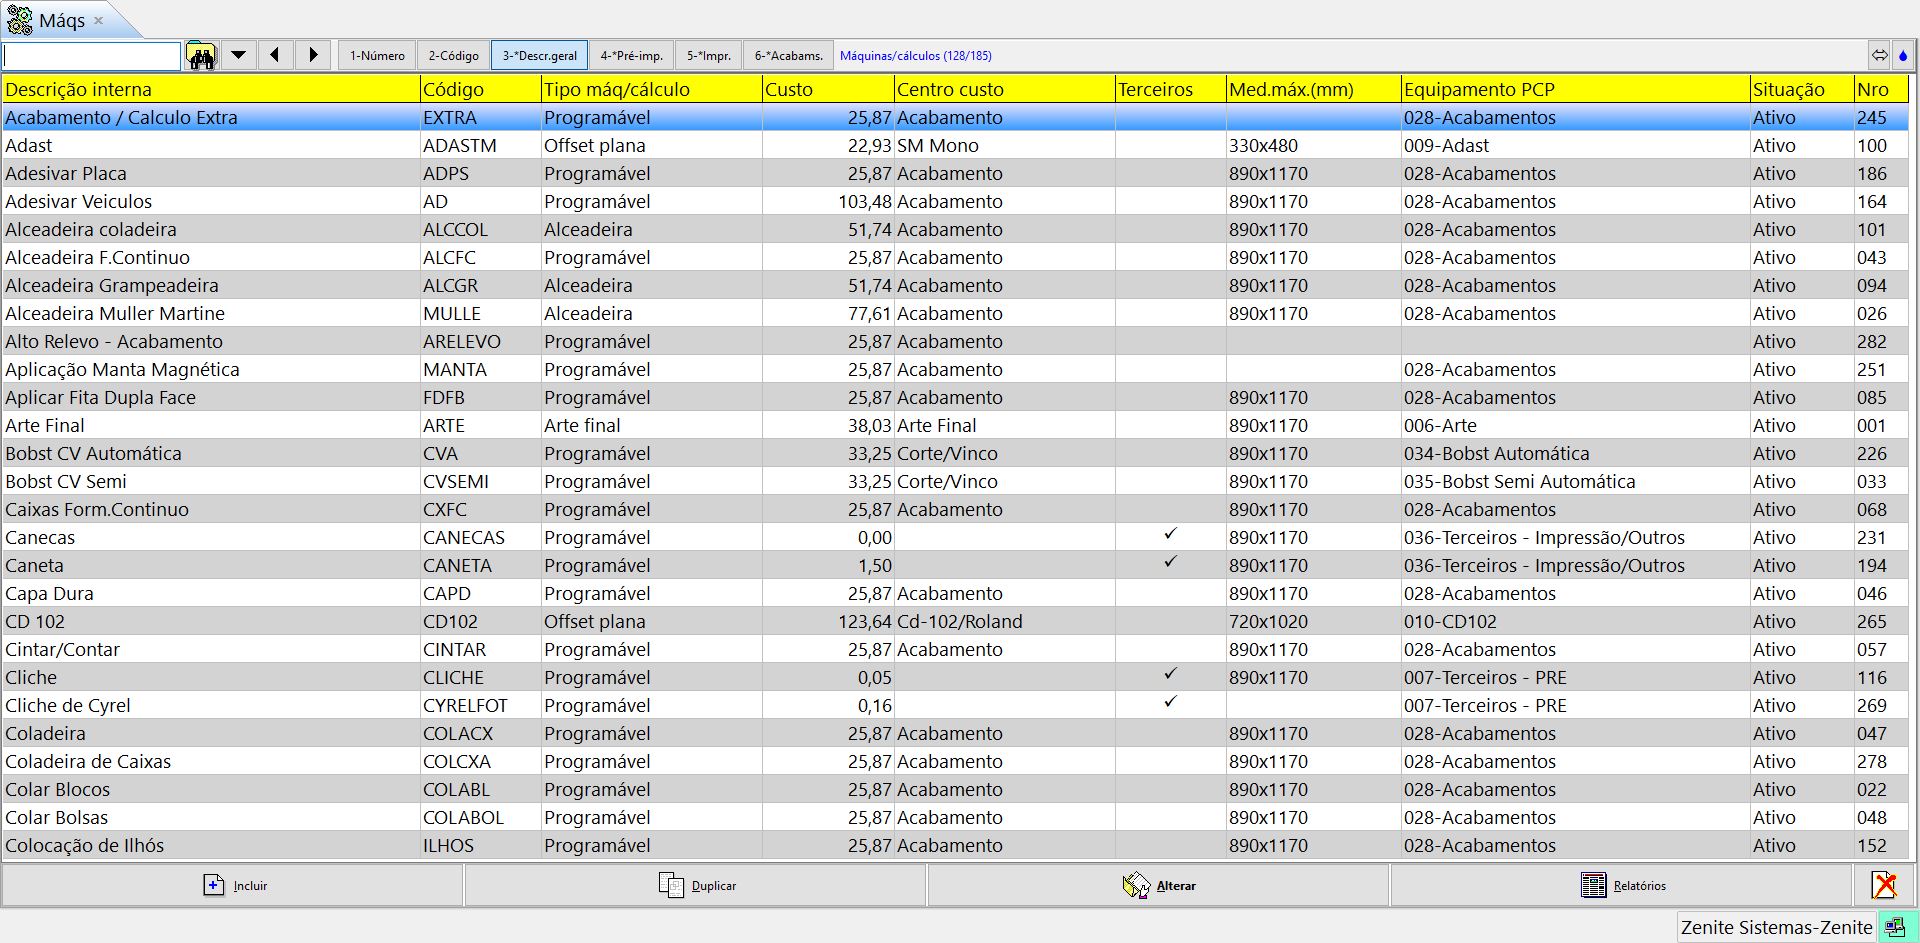 Máqs
1-Número 2-Código 3-*Descr.geral 4-*Pré-imp. 5-*Impr. 6-*Acabams. Máquinas/cálculos (128/185)
Descrição interna Código Tipo máq/cálculo Custo Centro custo Terceiros Med.máx.(mm) Equipamento PCP Situação Nro
Acabamento / Calculo Extra EXTRA Programável 25,87 Acabamento 028-Acabamentos Ativo 245
Adast ADASTM Offset plana 22,93 SM Mono 330x480 009-Adast Ativo 100
Adesivar Placa ADPS Programável 25,87 Acabamento 890x1170 028-Acabamentos Ativo 186
Adesivar Veiculos AD Programável 103,48 Acabamento 890x1170 028-Acabamentos Ativo 164
Alceadeira coladeira ALCCOL Alceadeira 51,74 Acabamento 890x1170 028-Acabamentos Ativo 101
Alceadeira F.Continuo ALCFC Programável 25,87 Acabamento 890x1170 028-Acabamentos Ativo 043
Alceadeira Grampeadeira ALCGR Alceadeira 51,74 Acabamento 890x1170 028-Acabamentos Ativo 094
Alceadeira Muller Martine MULLE Alceadeira 77,61 Acabamento 890x1170 028-Acabamentos Ativo 026
Alto Relevo - Acabamento ARELEVO Programável 25,87 Acabamento Ativo 282
Aplicação Manta Magnética MANTA Programável 25,87 Acabamento 028-Acabamentos Ativo 251
Aplicar Fita Dupla Face FDFB Programável 25,87 Acabamento 890x1170 028-Acabamentos Ativo 085
Arte Final ARTE Arte final 38,03 Arte Final 890x1170 006-Arte Ativo 001
Bobst CV Automática CVA Programável 33,25 Corte/Vinco 890x1170 034-Bobst Automática Ativo 226
Bobst CV Semi CVSEMI Programável 33,25 Corte/Vinco 890x1170 035-Bobst Semi Automática Ativo 033
Caixas Form.Continuo CXFC Programável 25,87 Acabamento 890x1170 028-Acabamentos Ativo 068
Canecas CANECAS Programável 0,00 ✓ 890x1170 036-Terceiros - Impressão/Outros Ativo 231
Caneta CANETA Programável 1,50 ✓ 890x1170 036-Terceiros - Impressão/Outros Ativo 194
Capa Dura CAPD Programável 25,87 Acabamento 890x1170 028-Acabamentos Ativo 046
CD 102 CD102 Offset plana 123,64 Cd-102/Roland 720x1020 010-CD102 Ativo 265
Cintar/Contar CINTAR Programável 25,87 Acabamento 890x1170 028-Acabamentos Ativo 057
Cliche CLICHE Programável 0,05 ✓ 890x1170 007-Terceiros - PRE Ativo 116
Cliche de Cyrel CYRELFOT Programável 0,16 ✓ 007-Terceiros - PRE Ativo 269
Coladeira COLACX Programável 25,87 Acabamento 890x1170 028-Acabamentos Ativo 047
Coladeira de Caixas COLCXA Programável 25,87 Acabamento 890x1170 028-Acabamentos Ativo 278
Colar Blocos COLABL Programável 25,87 Acabamento 890x1170 028-Acabamentos Ativo 022
Colar Bolsas COLABOL Programável 25,87 Acabamento 890x1170 028-Acabamentos Ativo 048
Colocação de Ilhós ILHOS Programável 25,87 Acabamento 890x1170 028-Acabamentos Ativo 152
Incluir Duplicar Alterar Relatórios
Zenite Sistemas-Zenite